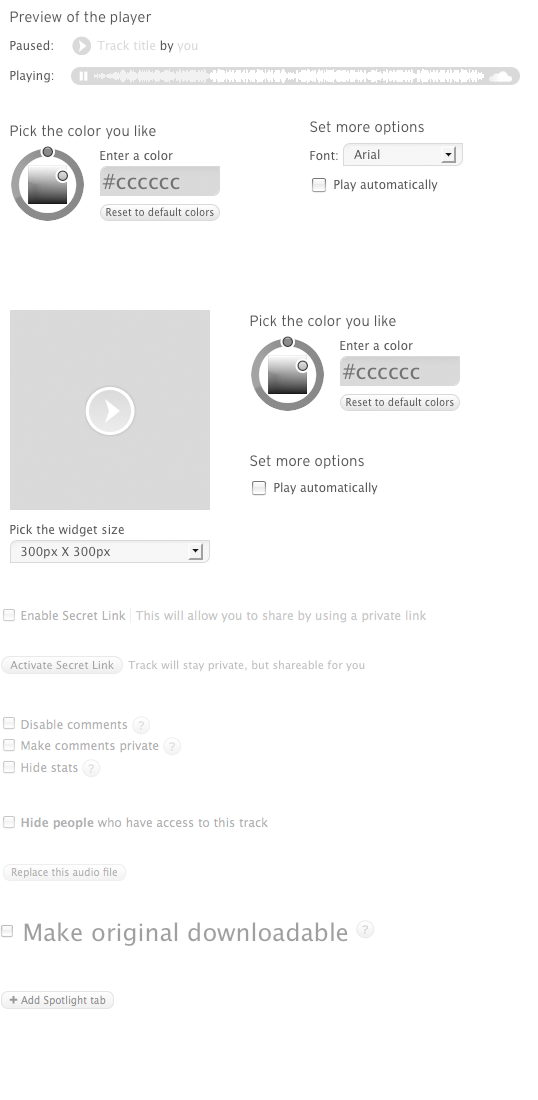 Preview of the player
Paused: Track title by you
Playing:
Pick the color you like
Enter a color
#cccccc
Reset to default colors
Set more options
Font: Arial
Play automatically
Pick the color you like
Enter a color
#cccccc
Reset to default colors
Set more options
Play automatically
Pick the widget size
300px X 300px
Enable Secret Link This will allow you to share by using a private link
Activate Secret Link Track will stay private, but shareable for you
Disable comments ?
Make comments private ?
Hide stats ?
Hide people who have access to this track
Replace this audio file
Make original downloadable ?
+ Add Spotlight tab